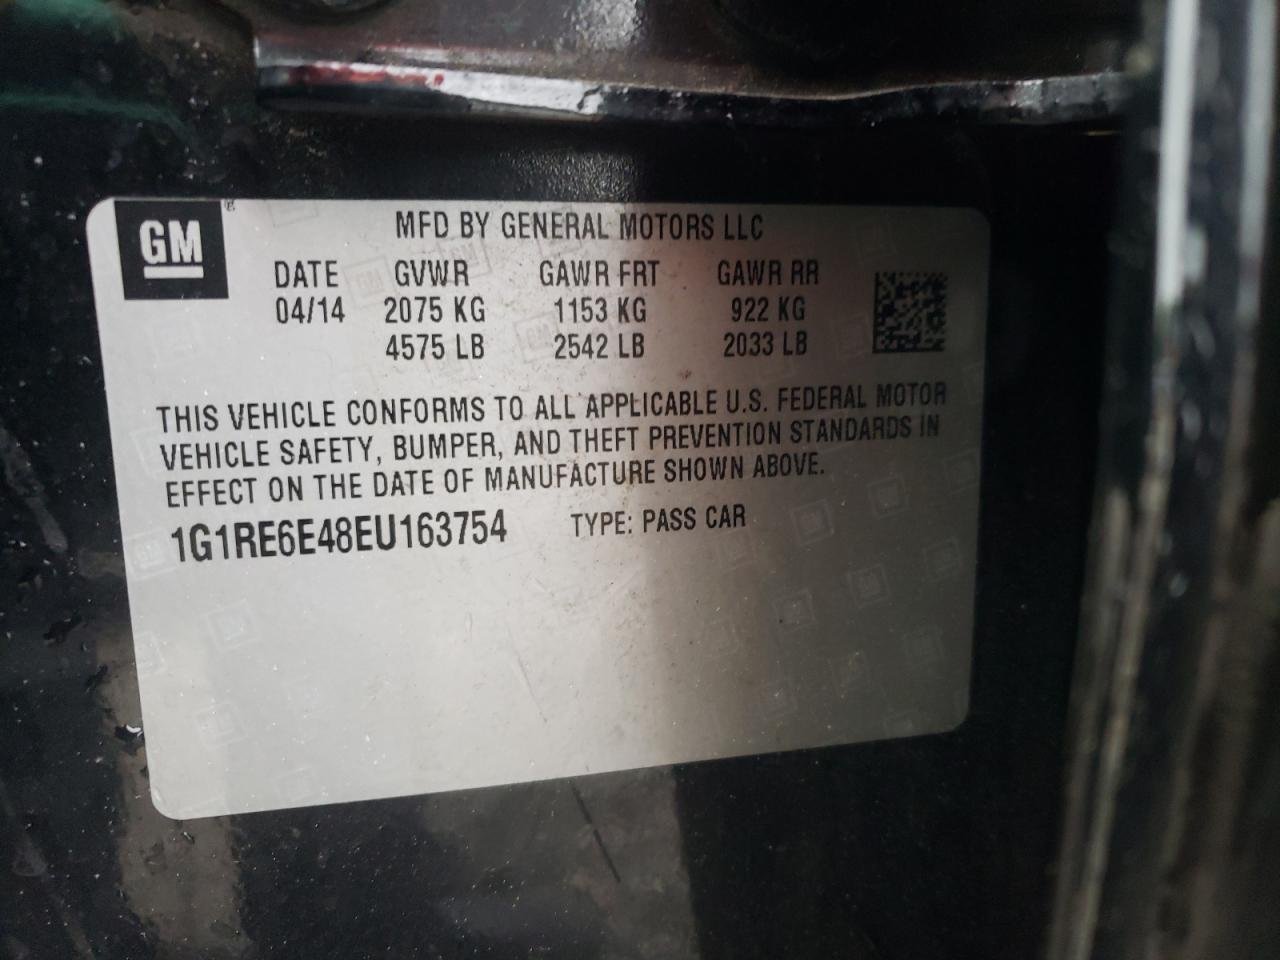 GM
MFD BY GENERAL MOTORS LLC
DATE GVWR GAWR FRT GAWR RR
04/14 2075 KG 1153 KG 922 KG
4575 LB 2542 LB 2033 LB
THIS VEHICLE CONFORMS TO ALL APPLICABLE U.S. FEDERAL MOTOR
VEHICLE SAFETY, BUMPER, AND THEFT PREVENTION STANDARDS IN
EFFECT ON THE DATE OF MANUFACTURE SHOWN ABOVE.
1G1RE6E48EU163754 TYPE: PASS CAR